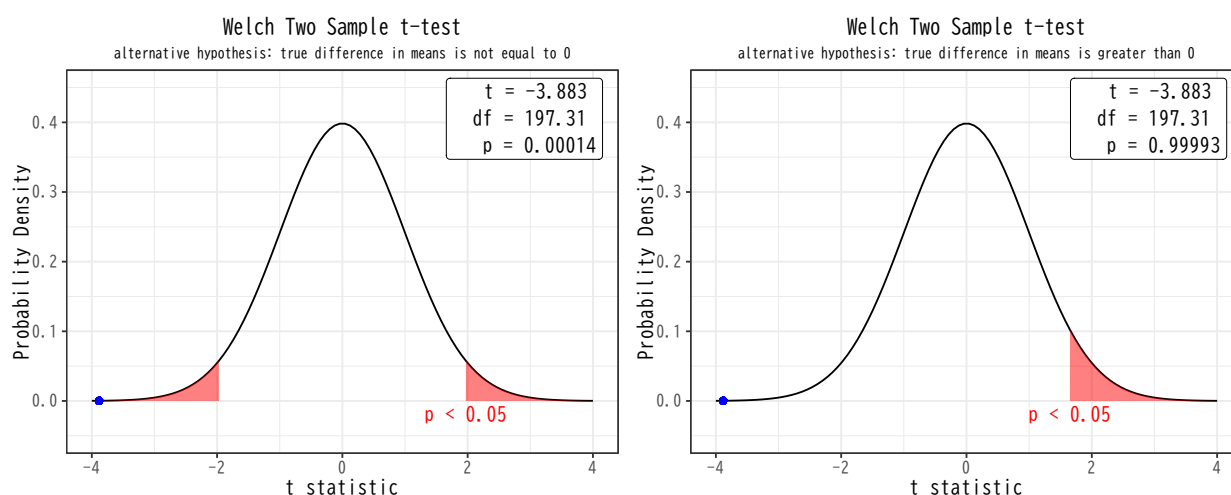 Welch Two Sample t-test
alternative hypothesis: true difference in means is not equal to 0
t = -3.883
df = 197.31
p = 0.00014
Probability Density
0.4
0.3
0.2
0.1
0.0
p < 0.05
-4
-2
0
2
4
t statistic
Welch Two Sample t-test
alternative hypothesis: true difference in means is greater than 0
t = -3.883
df = 197.31
p = 0.99993
Probability Density
0.4
0.3
0.2
0.1
0.0
p < 0.05
-4
-2
0
2
4
t statistic